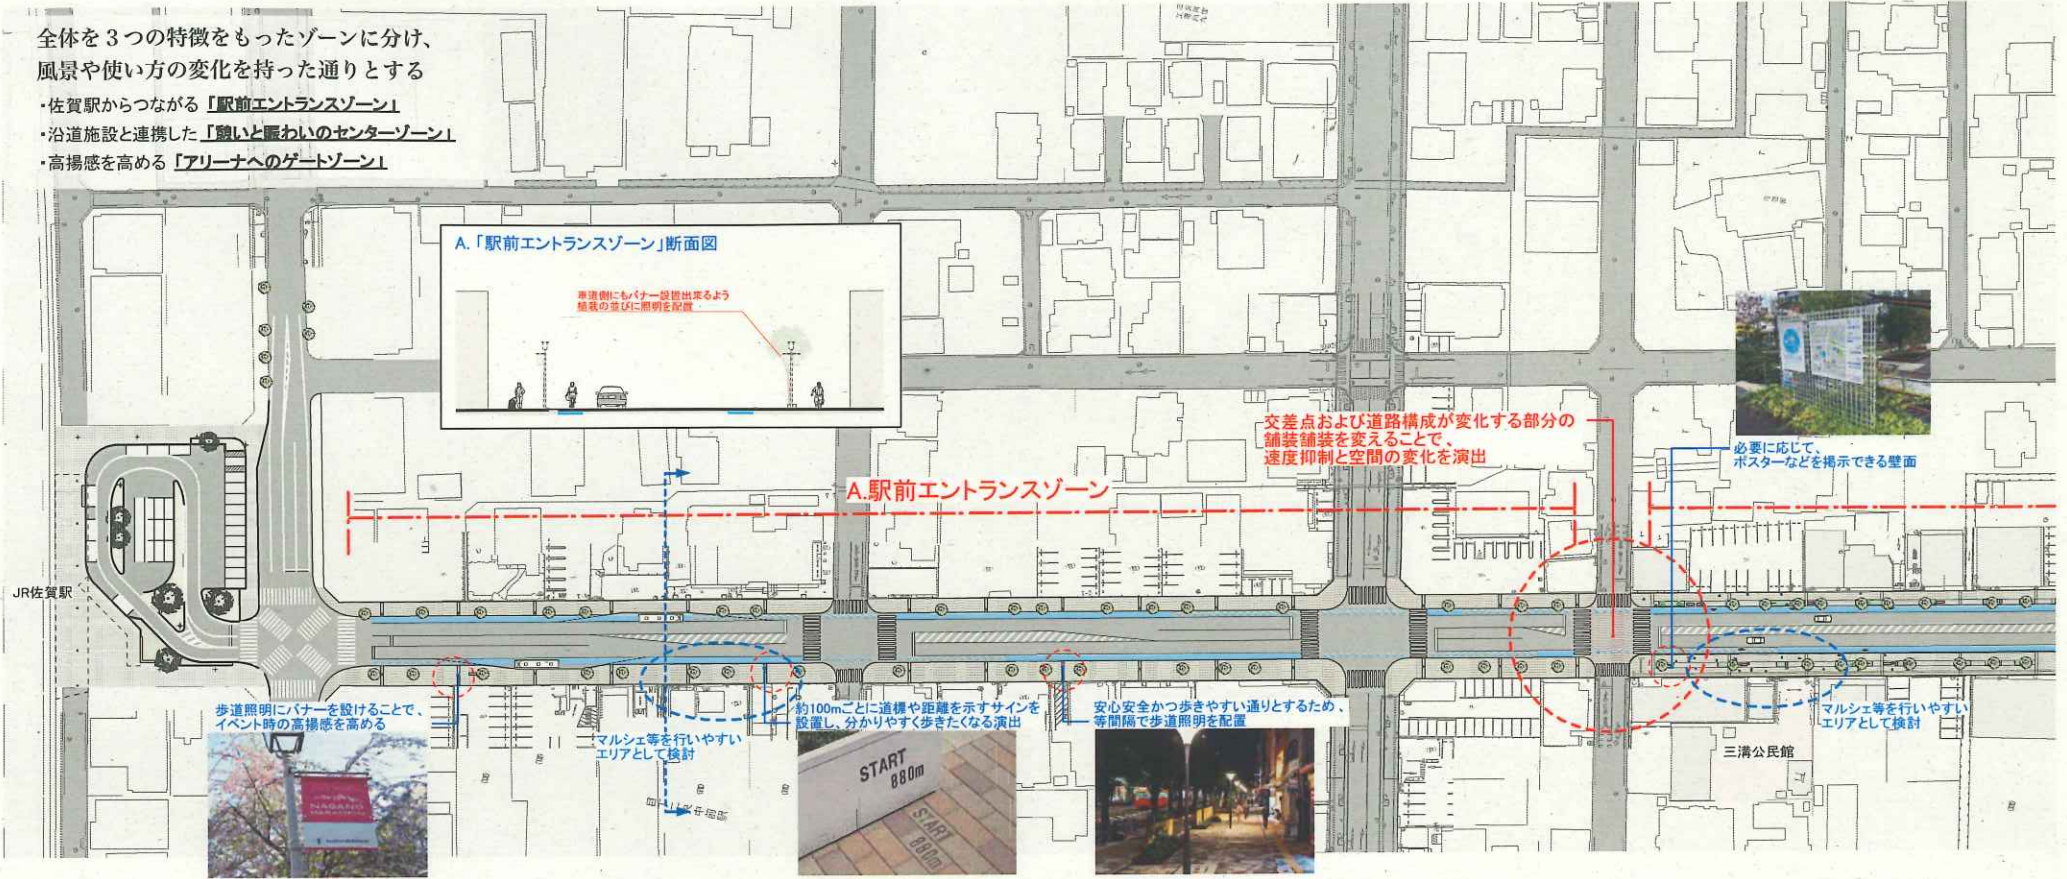 全体を3つの特徴をもったゾーンに分け、
風景や使い方の変化を持った通りとする
・佐賀駅からつながる「駅前エントランスゾーン」
・沿道施設と連携した「憩いと賑わいのセンターゾーン」
・高揚感を高める「アリーナへのゲートゾーン」
A.「駅前エントランスゾーン」断面図
車道側にもバナー設置出来るよう
植栽の並びに照明を配置
交差点および道路構成が変化する部分の
舗装舗装を変えることで、
速度抑制と空間の変化を演出
必要に応じて、
ポスターなどを掲示できる壁面
A.駅前エントランスゾーン
JR佐賀駅
歩道照明にバナーを設けることで、
イベント時の高揚感を高める
マルシェ等を行いやすい
エリアとして検討
約100mごとに道標や距離を示すサインを
設置し、分かりやすく歩きたくなる演出
安心安全かつ歩きやすい通りとするため、
等間隔で歩道照明を配置
マルシェ等を行いやすい
エリアとして検討
三溝公民館
NAGANO
MARATHON
START
880m
START
880m